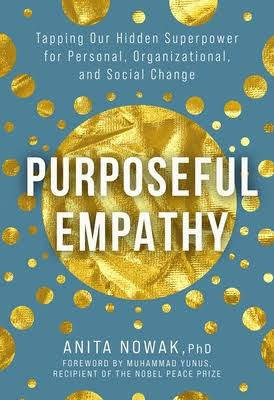 Tapping Our Hidden Superpower
for Personal, Organizational,
and Social Change
PURPOSEFUL
EMPATHY
ANITA NOWAK, PhD
FOREWORD BY MUHAMMAD YUNUS,
RECIPIENT OF THE NOBEL PEACE PRIZE